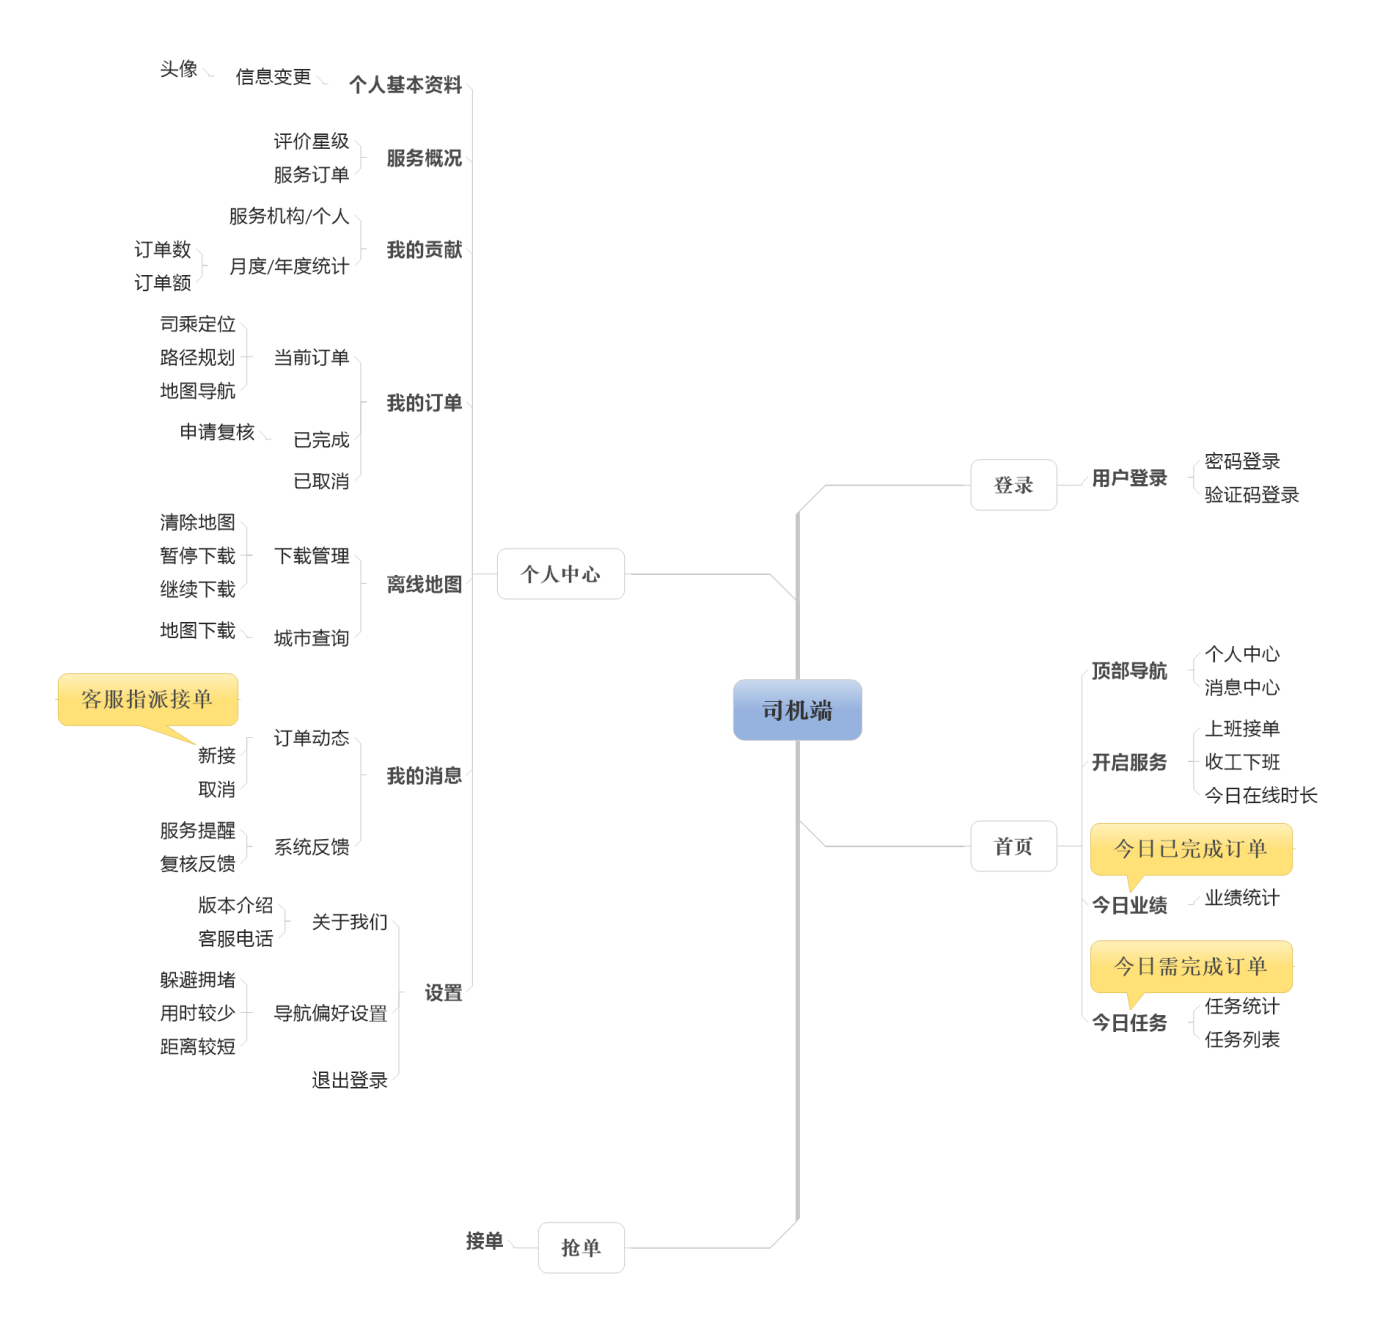 司机端
登录
用户登录
密码登录
验证码登录
首页
顶部导航
个人中心
消息中心
开启服务
上班接单
收工下班
今日在线时长
今日已完成订单
今日业绩
业绩统计
今日需完成订单
今日任务
任务统计
任务列表
个人中心
个人基本资料
信息变更
头像
服务概况
评价星级
服务订单
我的贡献
服务机构/个人
月度/年度统计
订单数
订单额
我的订单
当前订单
司乘定位
路径规划
地图导航
已完成
申请复核
已取消
离线地图
下载管理
清除地图
暂停下载
继续下载
城市查询
地图下载
我的消息
订单动态
客服指派接单
新接
取消
系统反馈
服务提醒
复核反馈
设置
关于我们
版本介绍
客服电话
导航偏好设置
躲避拥堵
用时较少
距离较短
退出登录
抢单
接单